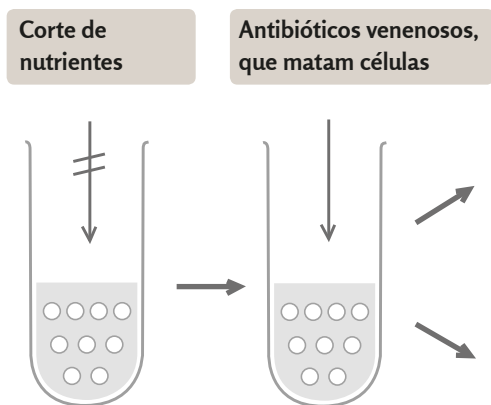 Corte de
nutrientes
Antibióticos venenosos,
que matam células